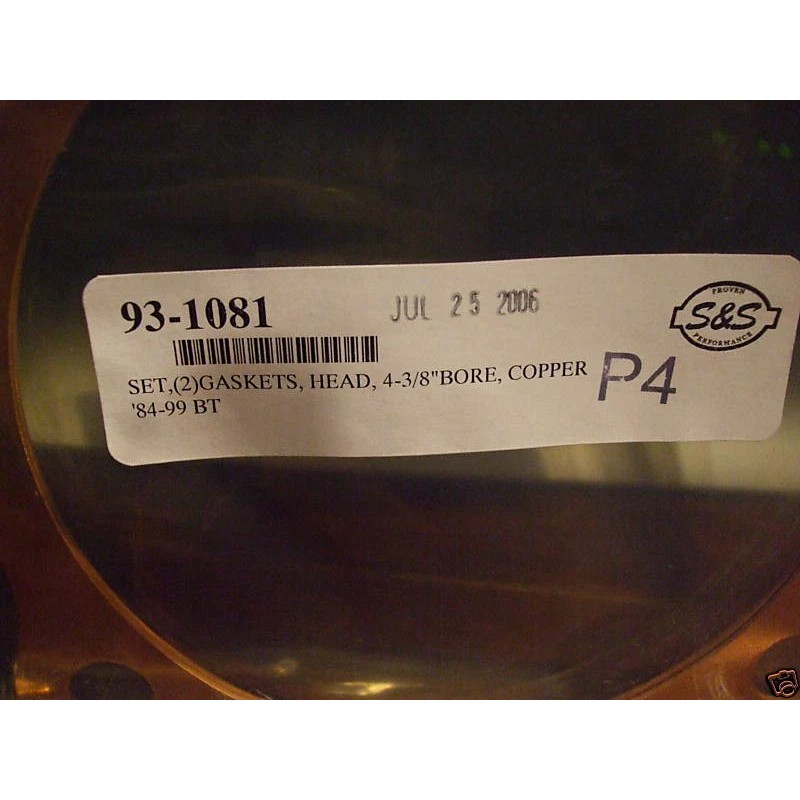 93-1081
JUL 25 2006
PROVEN
S&S
PERFORMANCE
SET,(2)GASKETS, HEAD, 4-3/8"BORE, COPPER
'84-99 BT
P4